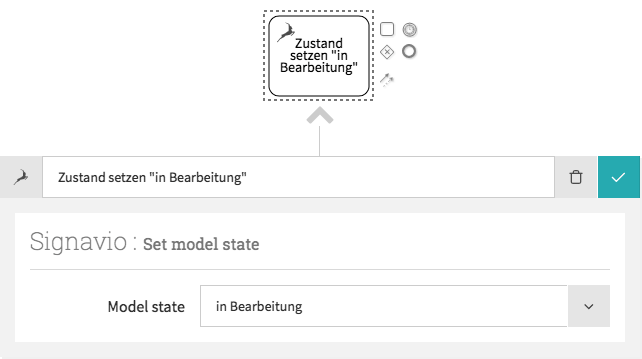 Zustand
setzen "in
Bearbeitung"
Zustand setzen "in Bearbeitung"
Signavio : Set model state
Model state
in Bearbeitung